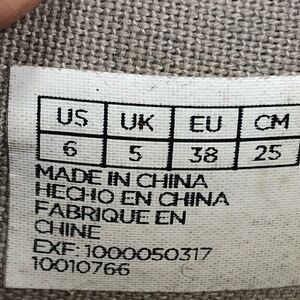 US UK EU CM
6 5 38 25
MADE IN CHINA
HECHO EN CHINA
FABRIQUE EN
CHINE
EXF: 1000050317
10010766